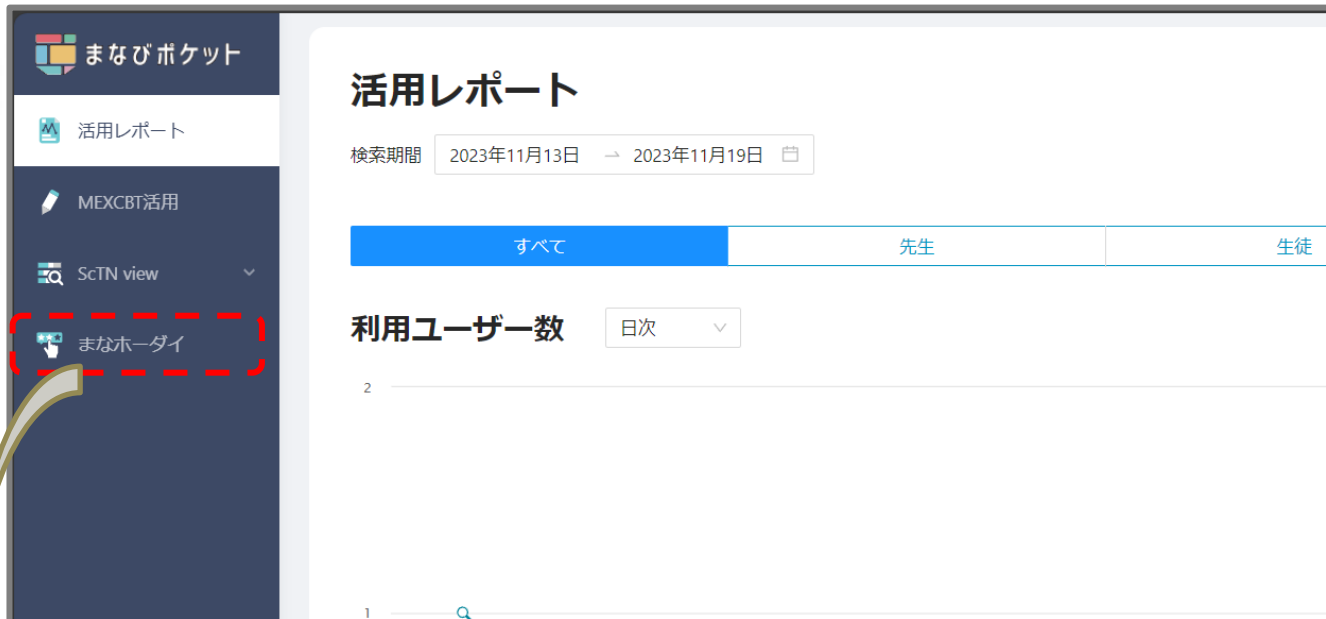 まなびポケット
活用レポート
MEXCBT活用
ScTN view
まなホーダイ
活用レポート
検索期間 2023年11月13日 → 2023年11月19日
すべて 先生 生徒
利用ユーザー数 日次
2
1